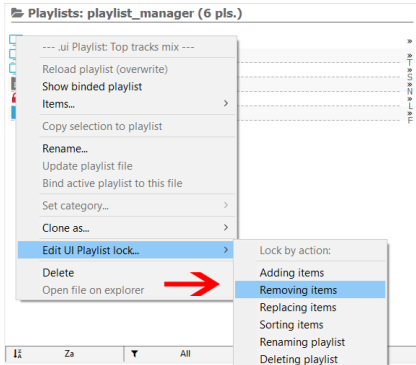 Playlists: playlist_manager (6 pls.)
--- .ui Playlist: Top tracks mix ---
Reload playlist (overwrite)
Show binded playlist
Items...
Copy selection to playlist
Rename...
Update playlist file
Bind active playlist to this file
Set category...
Clone as...
Edit UI Playlist lock...
Delete
Open file on explorer
Lock by action:
Adding items
Removing items
Replacing items
Sorting items
Renaming playlist
Deleting playlist
»
»
T
»
S
»
N
»
L
»
F
Za
All